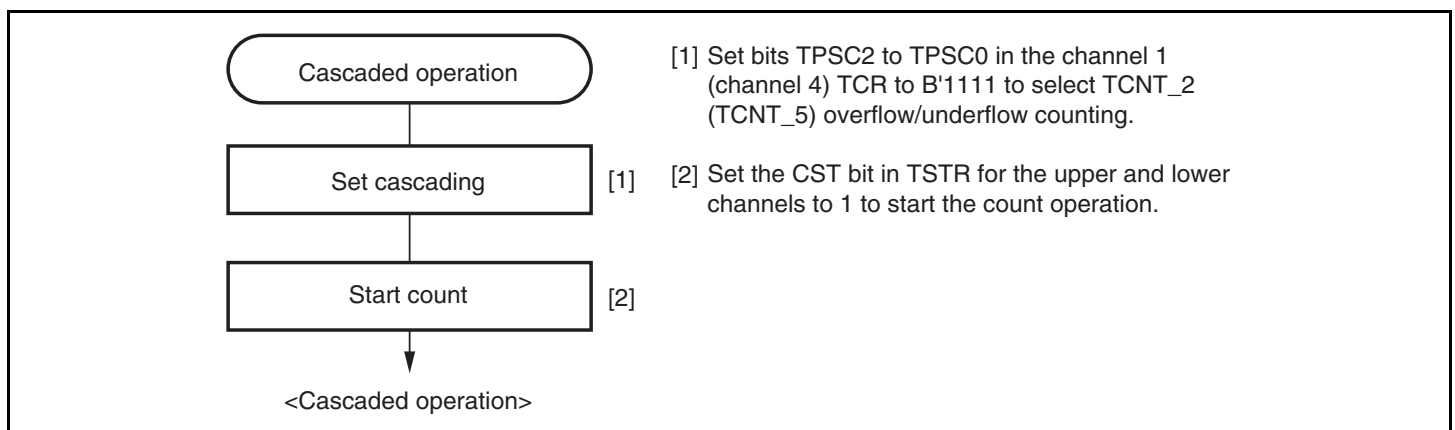 Cascaded operation
Set cascading
[1]
Start count
[2]
<Cascaded operation>
[1] Set bits TPSC2 to TPSC0 in the channel 1
(channel 4) TCR to B'1111 to select TCNT_2
(TCNT_5) overflow/underflow counting.
[2] Set the CST bit in TSTR for the upper and lower
channels to 1 to start the count operation.